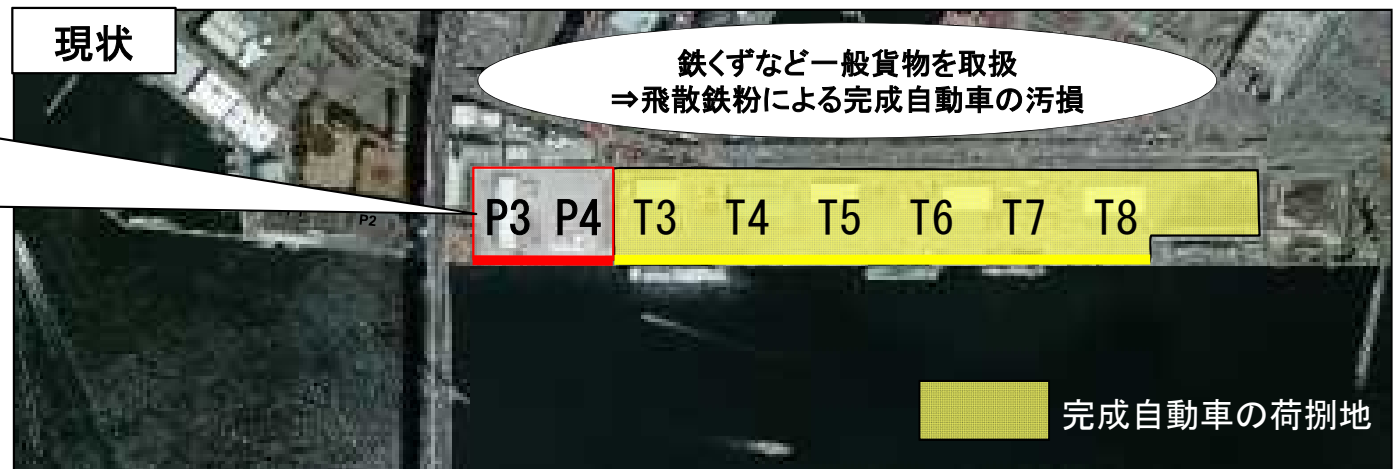 現状
鉄くずなど一般貨物を取扱
⇒飛散鉄粉による完成自動車の汚損
P2
P3 P4 T3 T4 T5 T6 T7 T8
完成自動車の荷捌地